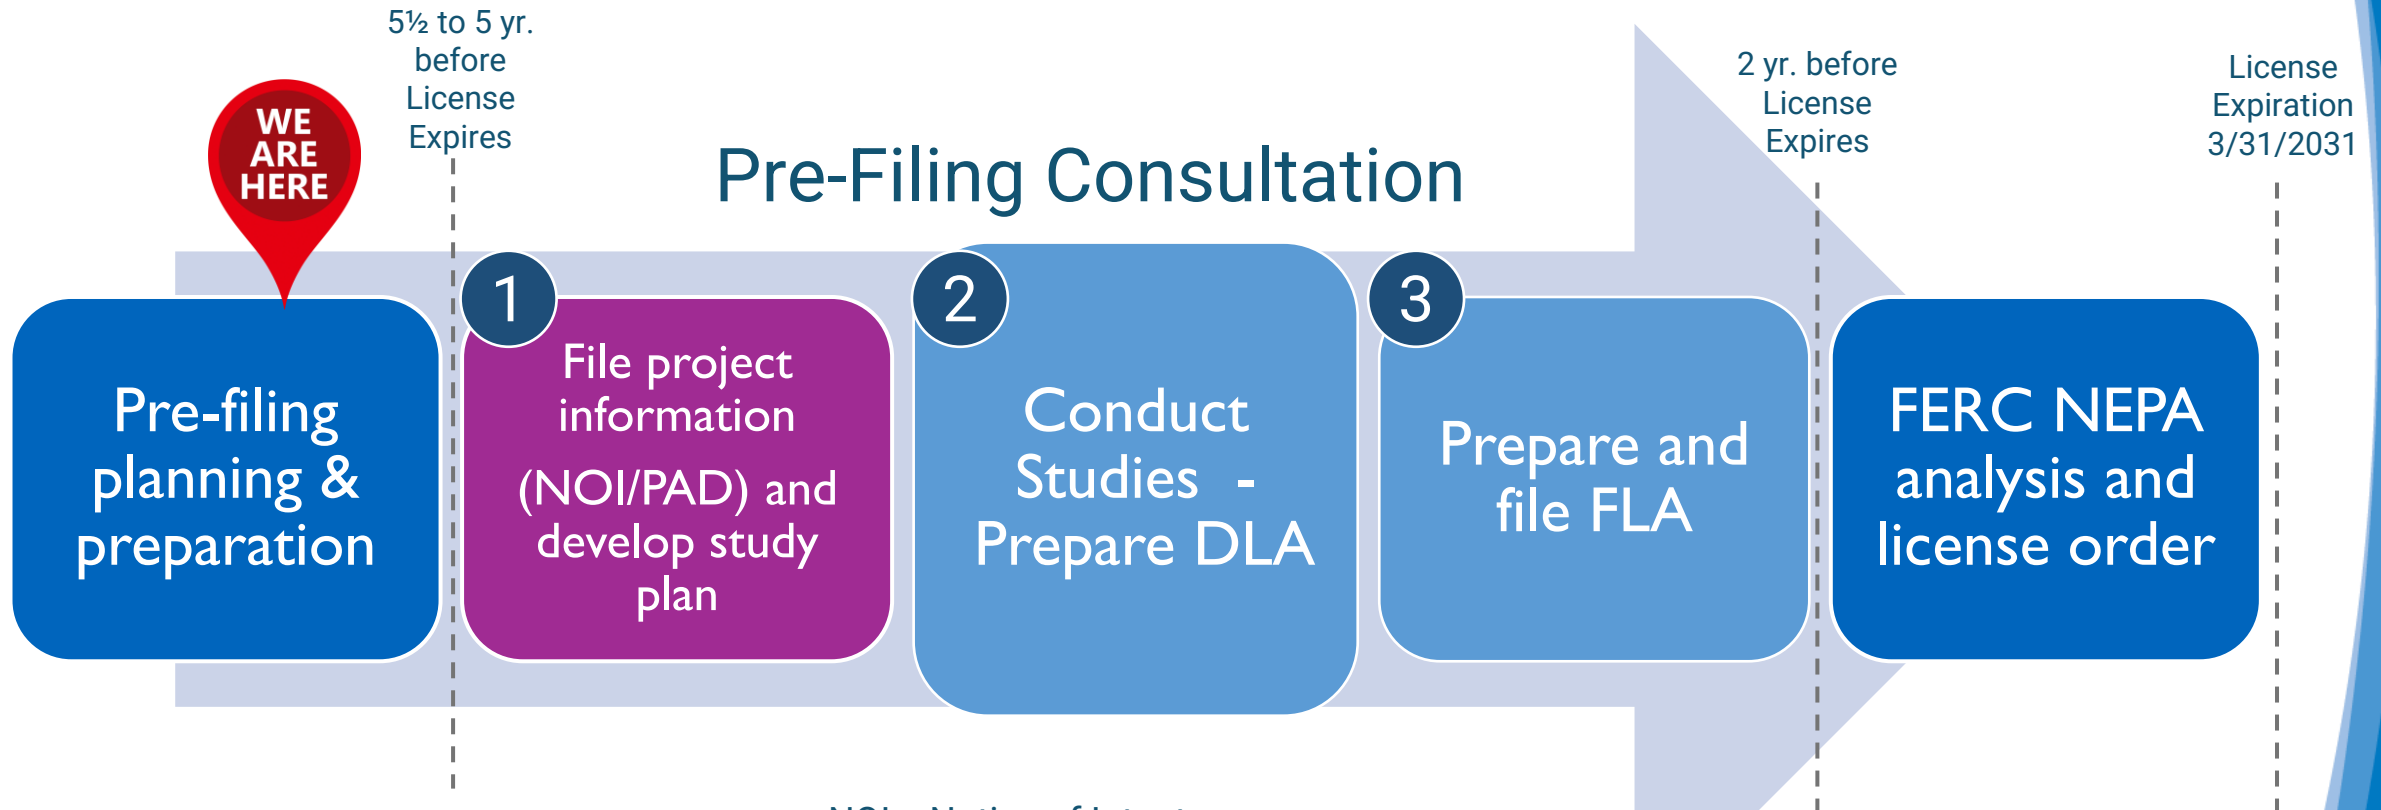 5½ to 5 yr.
before
License
Expires
2 yr. before
License
Expires
License
Expiration
3/31/2031
WE
ARE
HERE
Pre-Filing Consultation
Pre-filing
planning &
preparation
1
File project
information
(NOI/PAD) and
develop study
plan
2
Conduct
Studies -
Prepare DLA
3
Prepare and
file FLA
FERC NEPA
analysis and
license order